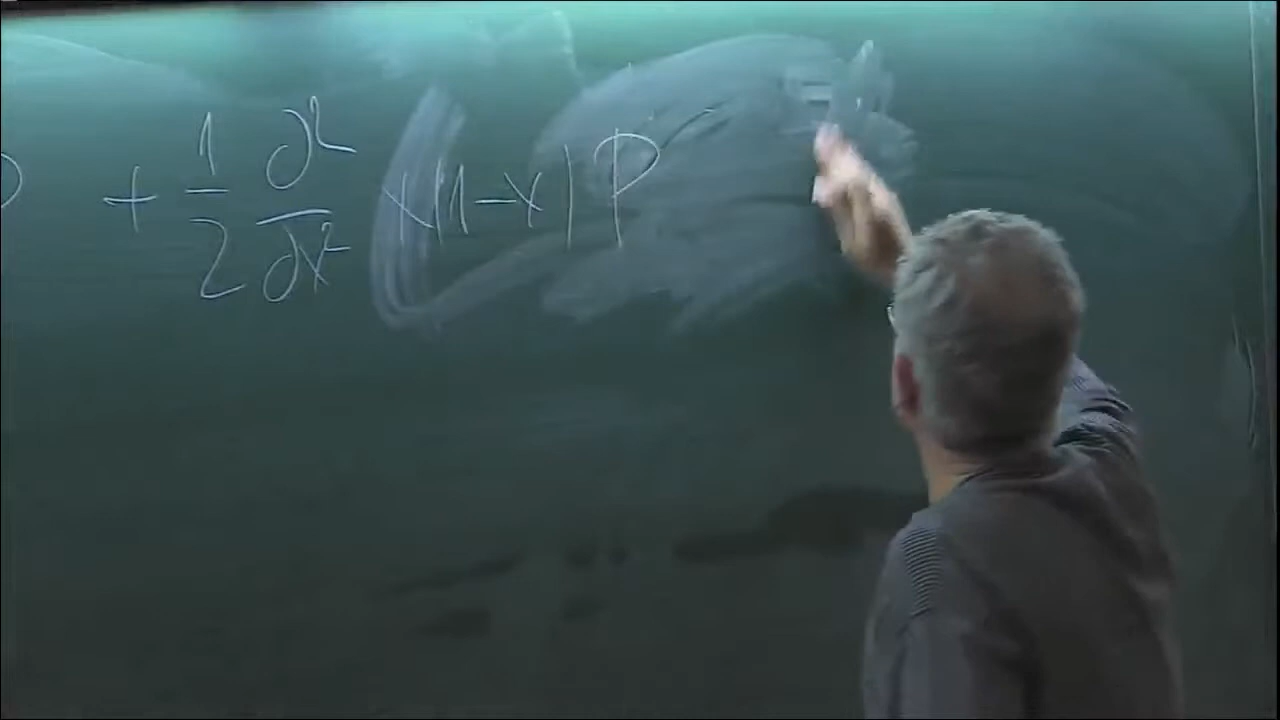 P + 1/2 ∂²/∂x² x(1-x) P